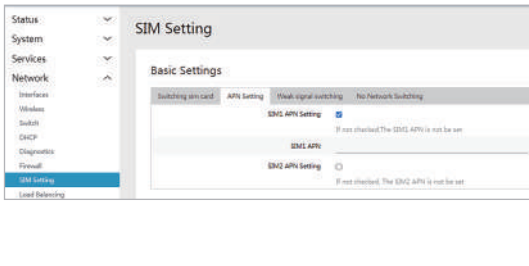 Status
System
Services
Network
Interfaces
Wireless
Switch
DHCP
Diagnostics
Firewall
SIM Setting
Load Balancing
SIM Setting
Basic Settings
Switching sim card APN Setting Weak signal switching No Network Switching
SIM1 APN Setting
If not checked,The SIM1 APN is not be set
SIM1 APN
SIM2 APN Setting
If not checked, The SIM2 APN is not be set